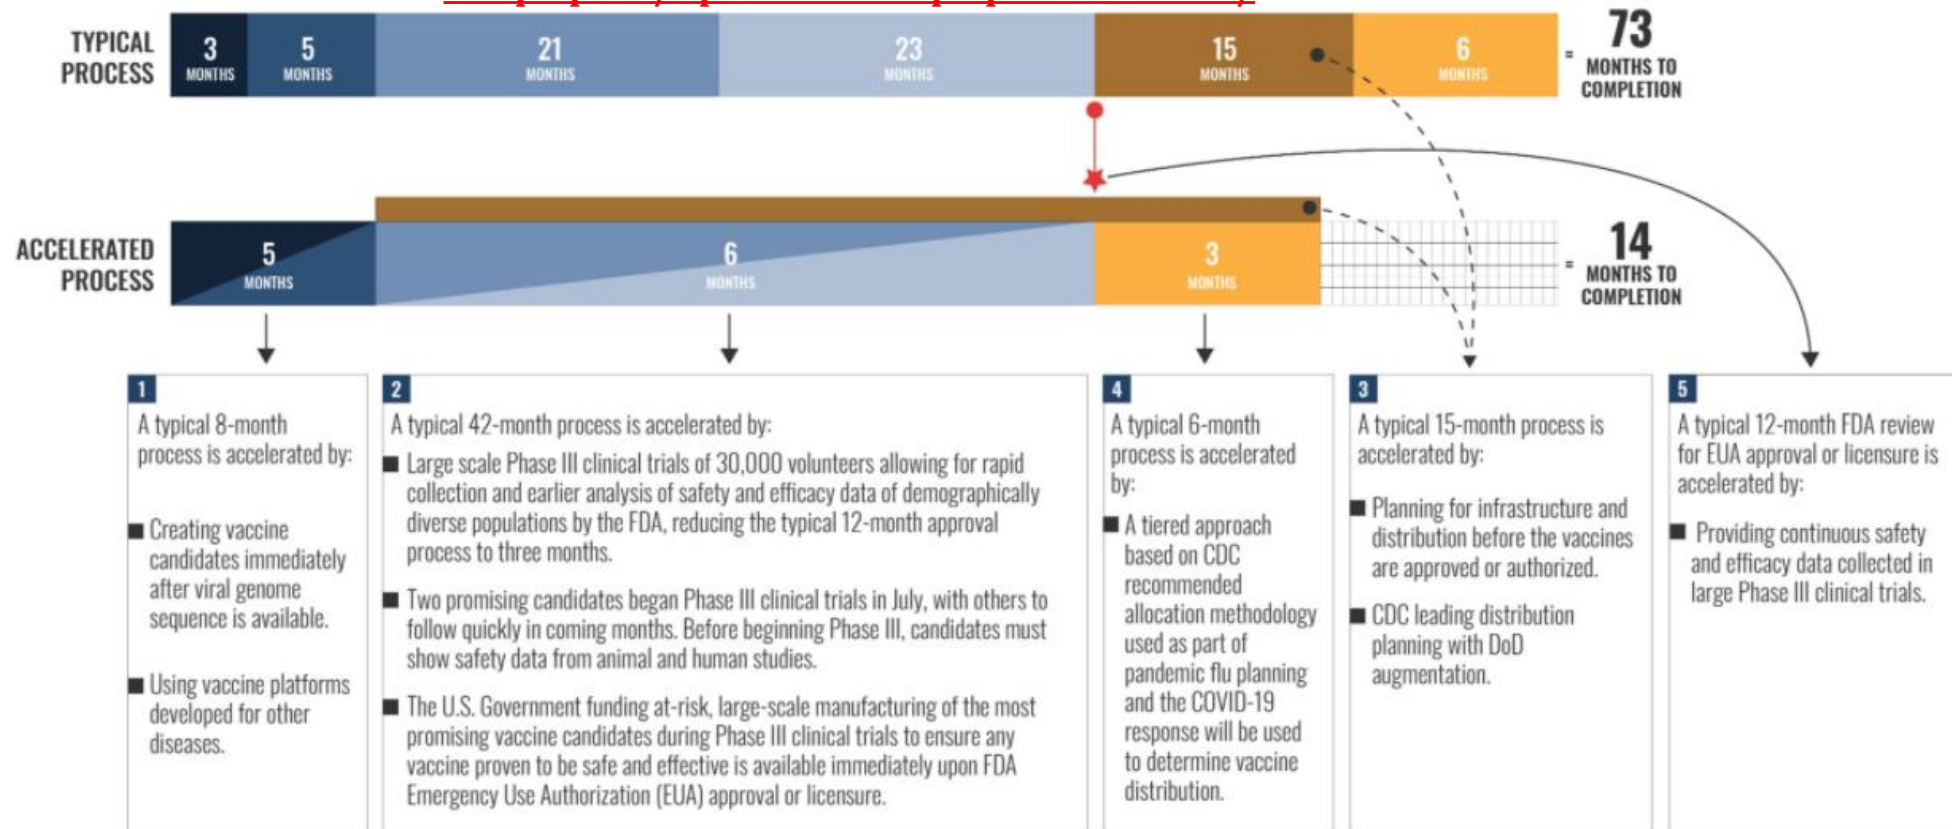 TYPICAL
PROCESS
3
MONTHS
5
MONTHS
21
MONTHS
23
MONTHS
15
MONTHS
6
MONTHS
=
73
MONTHS TO
COMPLETION
ACCELERATED
PROCESS
5
MONTHS
6
MONTHS
3
MONTHS
=
14
MONTHS TO
COMPLETION
1
A typical 8-month
process is accelerated by:
■ Creating vaccine
candidates immediately
after viral genome
sequence is available.
■ Using vaccine platforms
developed for other
diseases.
2
A typical 42-month process is accelerated by:
■ Large scale Phase III clinical trials of 30,000 volunteers allowing for rapid
collection and earlier analysis of safety and efficacy data of demographically
diverse populations by the FDA, reducing the typical 12-month approval
process to three months.
■ Two promising candidates began Phase III clinical trials in July, with others to
follow quickly in coming months. Before beginning Phase III, candidates must
show safety data from animal and human studies.
■ The U.S. Government funding at-risk, large-scale manufacturing of the most
promising vaccine candidates during Phase III clinical trials to ensure any
vaccine proven to be safe and effective is available immediately upon FDA
Emergency Use Authorization (EUA) approval or licensure.
4
A typical 6-month
process is accelerated
by:
■ A tiered approach
based on CDC
recommended
allocation methodology
used as part of
pandemic flu planning
and the COVID-19
response will be used
to determine vaccine
distribution.
3
A typical 15-month process is
accelerated by:
■ Planning for infrastructure and
distribution before the vaccines
are approved or authorized.
■ CDC leading distribution
planning with DoD
augmentation.
5
A typical 12-month FDA review
for EUA approval or licensure is
accelerated by:
■ Providing continuous safety
and efficacy data collected in
large Phase III clinical trials.